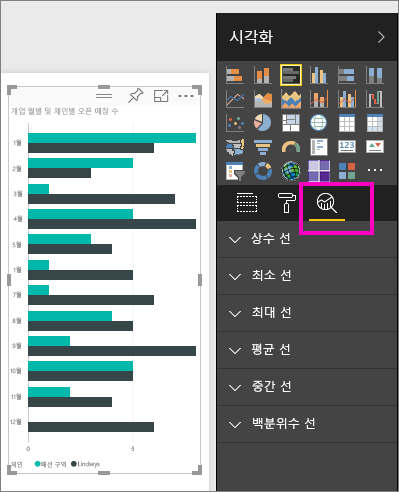 시각화
개업 월별 및 체인별 오픈 매장 수
1월
2월
3월
4월
5월
1월
7월
8월
9월
10월
11월
12월
0
5
체인
패션 구역
Lindseys
123
R
상수 선
최소 선
최대 선
평균 선
중간 선
백분위수 선